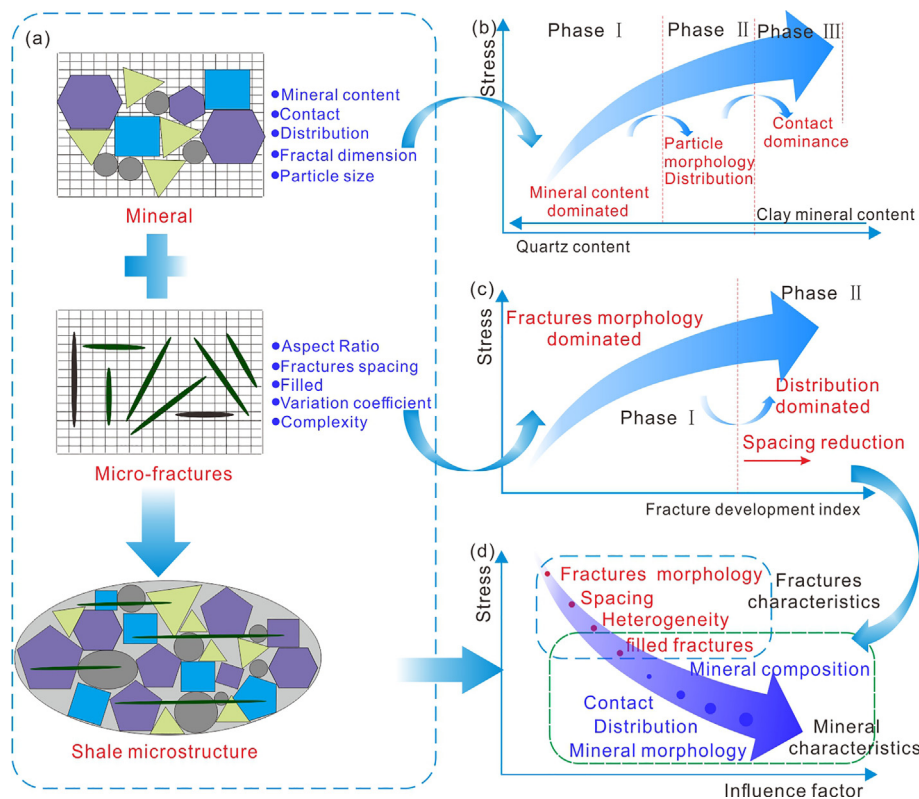 (a)
Mineral content
Contact
Distribution
Fractal dimension
Particle size
Mineral
Aspect Ratio
Fractures spacing
Filled
Variation coefficient
Complexity
Micro-fractures
Shale microstructure
(b)
Stress
Phase Ⅰ
Phase Ⅱ
Phase Ⅲ
Mineral content
dominated
Particle
morphology
Distribution
Contact
dominance
Clay mineral content
Quartz content
(c)
Stress
Fractures morphology
dominated
Phase Ⅰ
Phase Ⅱ
Distribution
dominated
Spacing reduction
Fracture development index
(d)
Stress
Fractures morphology
Spacing
Heterogeneity
filled fractures
Fractures
characteristics
Mineral composition
Contact
Distribution
Mineral morphology
Mineral
characteristics
Influence factor